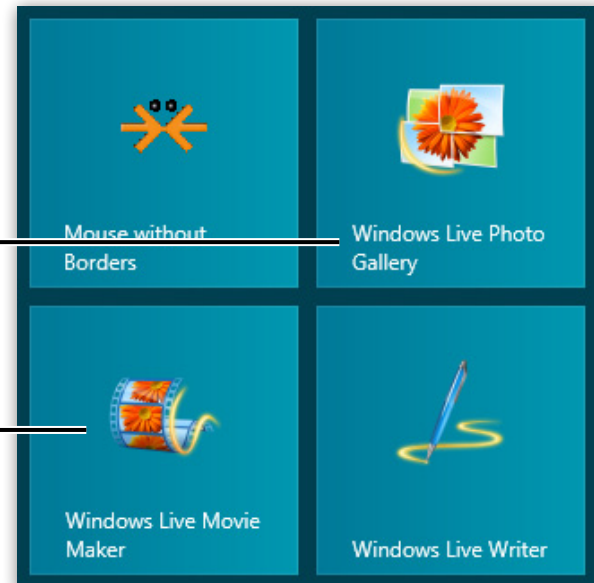 Mouse without
Borders
Windows Live Photo
Gallery
Windows Live Movie
Maker
Windows Live Writer